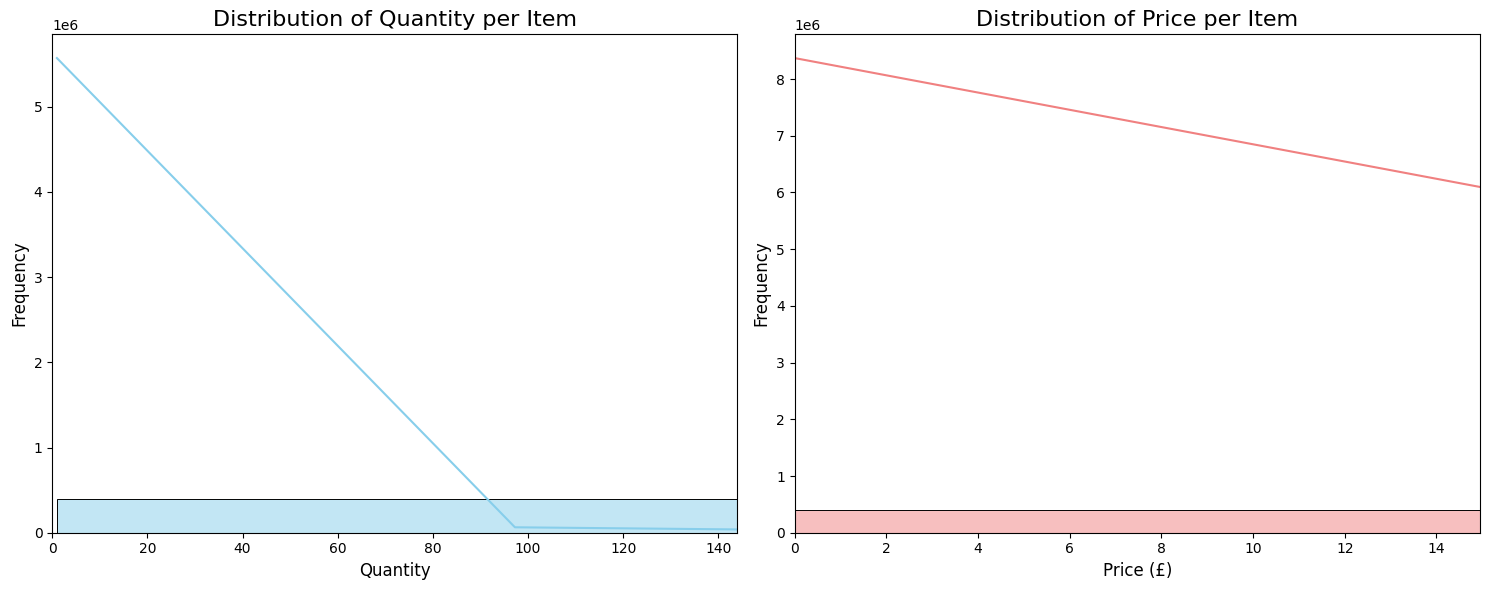 Distribution of Quantity per Item
1e6
Frequency
5
4
3
2
1
0
0 20 40 60 80 100 120 140
Quantity
Distribution of Price per Item
1e6
Frequency
8
7
6
5
4
3
2
1
0
0 2 4 6 8 10 12 14
Price (£)